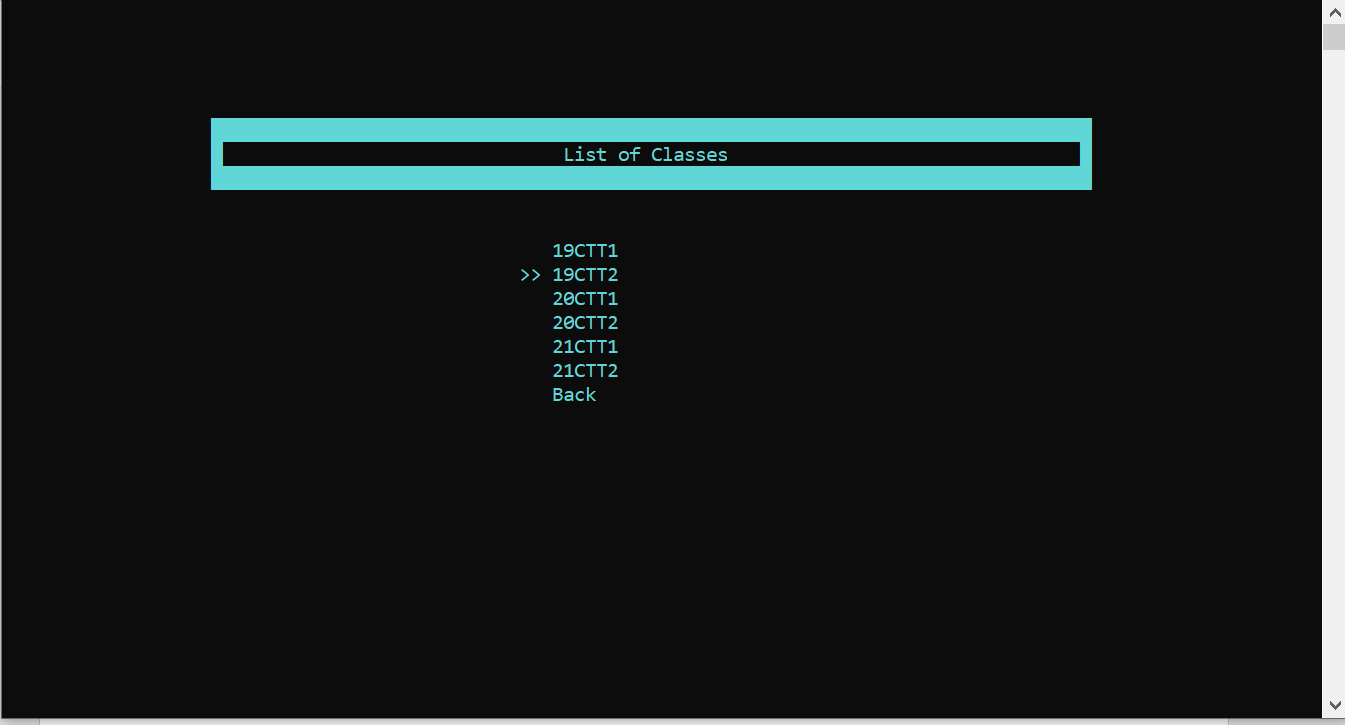 List of Classes
19CTT1
>> 19CTT2
20CTT1
20CTT2
21CTT1
21CTT2
Back